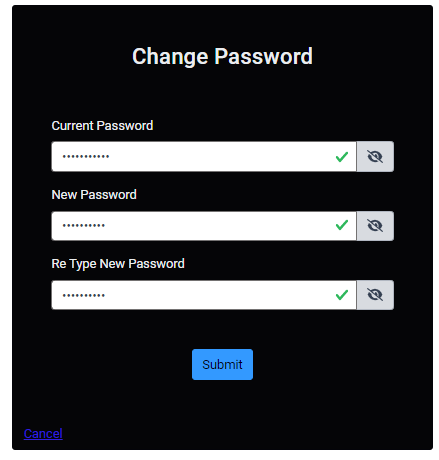 Change Password
Current Password
•••••••••••
New Password
••••••••••
Re Type New Password
••••••••••
Submit
Cancel